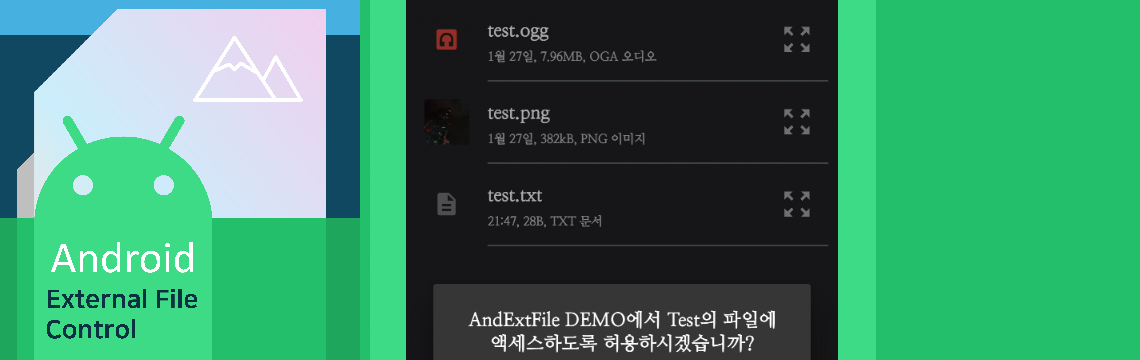 Android
External File
Control
test.ogg
1월 27일, 7.96MB, OGA 오디오
test.png
1월 27일, 382kB, PNG 이미지
test.txt
21:47, 28B, TXT 문서
AndExtFile DEMO에서 Test의 파일에
액세스하도록 허용하시겠습니까?